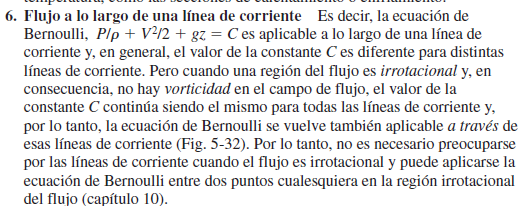 6. Flujo a lo largo de una línea de corriente Es decir, la ecuación de
Bernoulli, P/ρ + V²/2 + gz = C es aplicable a lo largo de una línea de
corriente y, en general, el valor de la constante C es diferente para distintas
líneas de corriente. Pero cuando una región del flujo es irrotacional y, en
consecuencia, no hay vorticidad en el campo de flujo, el valor de la
constante C continúa siendo el mismo para todas las líneas de corriente y,
por lo tanto, la ecuación de Bernoulli se vuelve también aplicable a través de
esas líneas de corriente (Fig. 5-32). Por lo tanto, no es necesario preocuparse
por las líneas de corriente cuando el flujo es irrotacional y puede aplicarse la
ecuación de Bernoulli entre dos puntos cualesquiera en la región irrotacional
del flujo (capítulo 10).